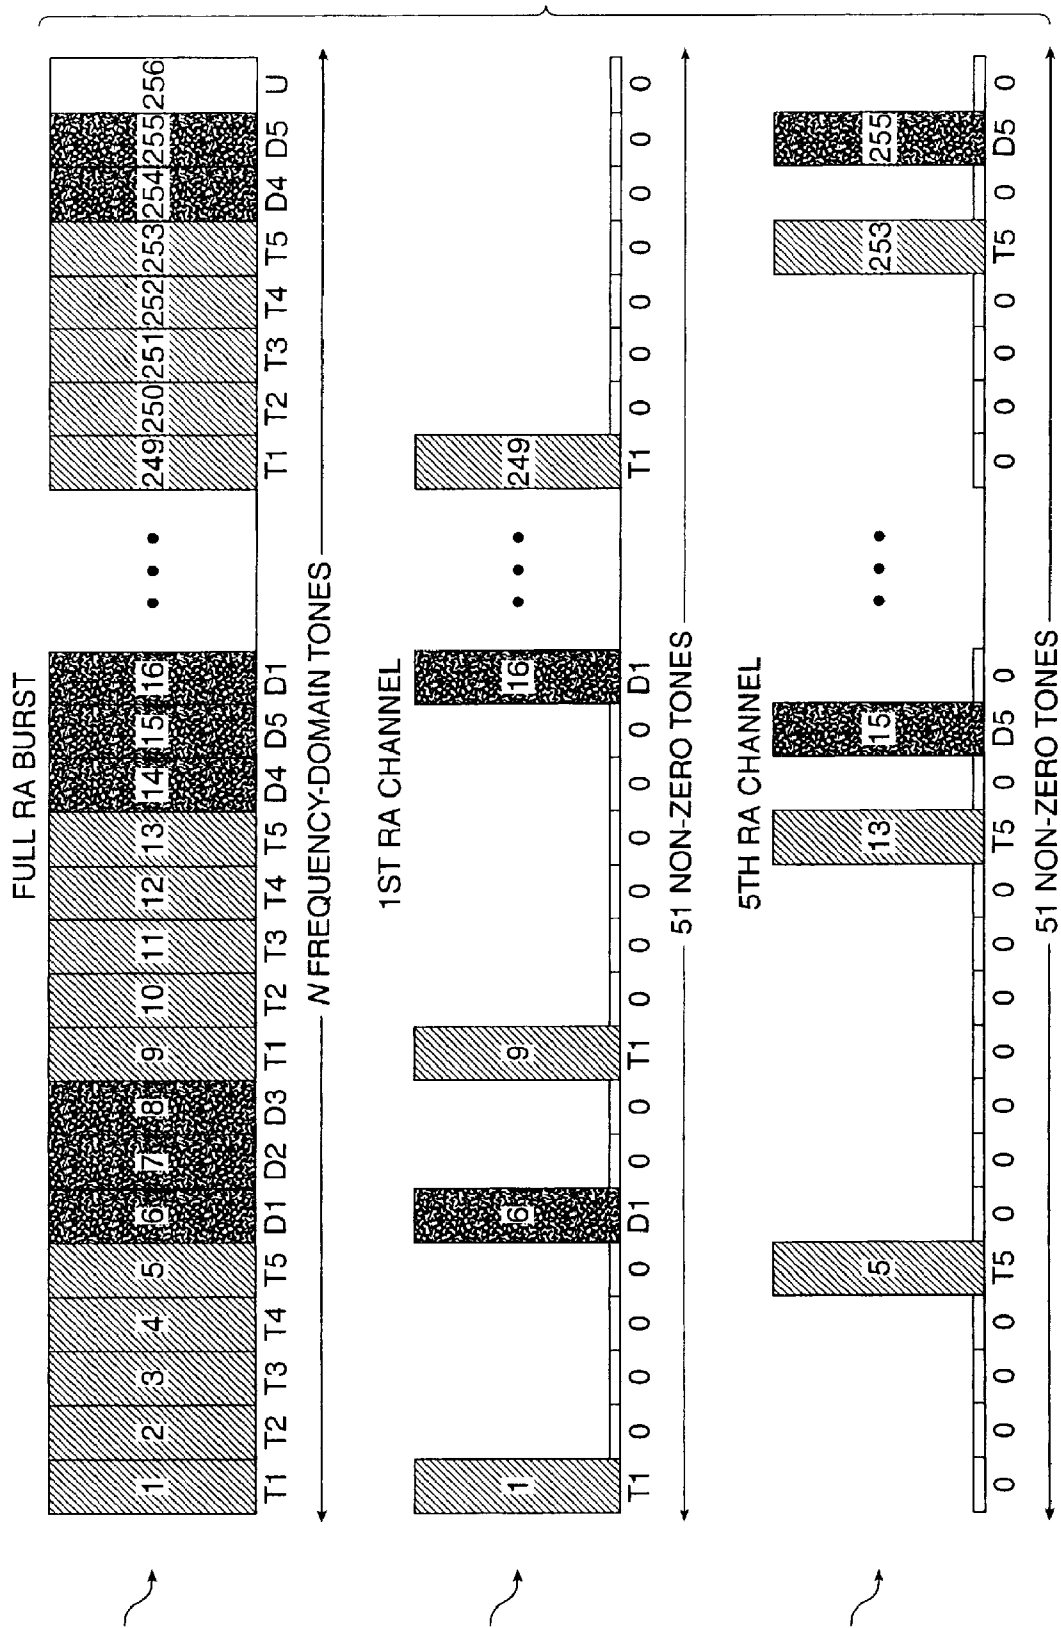 FULL RA BURST
1 2 3 4 5 6 7 8 9 10 11 12 13 14 15 16 • • • 249 250 251 252 253 254 255 256
T1 T2 T3 T4 T5 D1 D2 D3 T1 T2 T3 T4 T5 D4 D5 D1 T1 T2 T3 T4 T5 D4 D5 U
N FREQUENCY-DOMAIN TONES
1ST RA CHANNEL
1 6 9 16 • • • 249
T1 0 0 0 0 D1 0 0 T1 0 0 0 0 0 0 D1 T1 0 0 0 0 0 0 0
51 NON-ZERO TONES
5TH RA CHANNEL
5 13 15 • • • 253 255
0 0 0 0 T5 0 0 0 0 0 0 0 T5 0 D5 0 0 0 0 0 T5 0 D5 0
51 NON-ZERO TONES